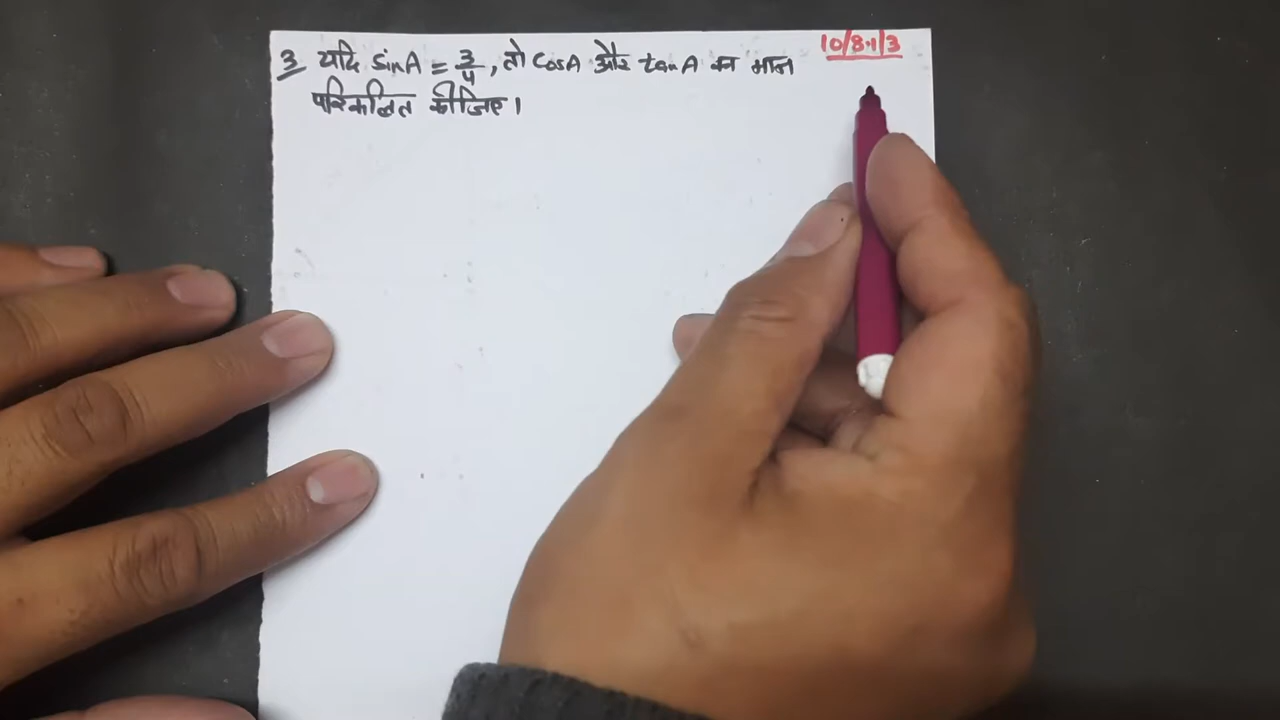 3 यदि sinA = 3/4, तो cosA और tanA का मान
10/8.1/3
परिकलित कीजिए।